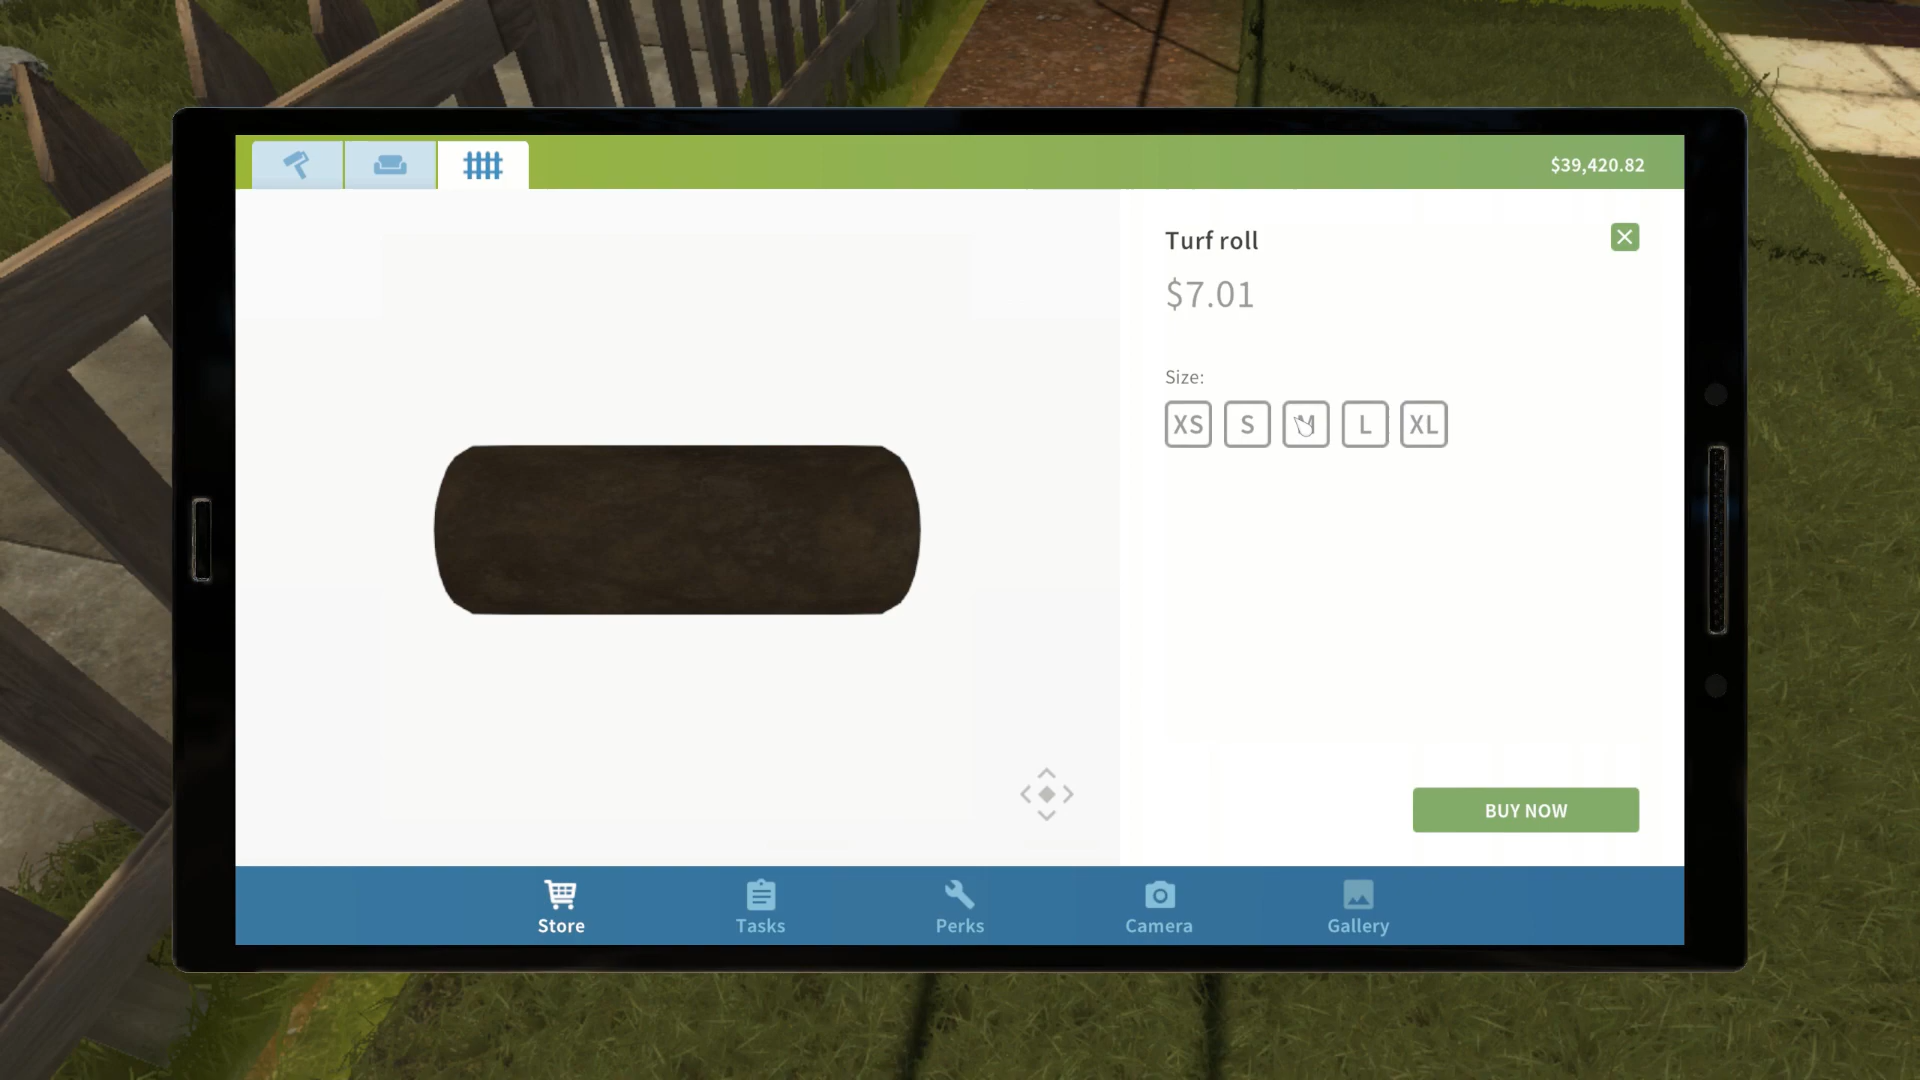 $39,420.82
Turf roll
$7.01
Size:
XS S M L XL
BUY NOW
Store Tasks Perks Camera Gallery